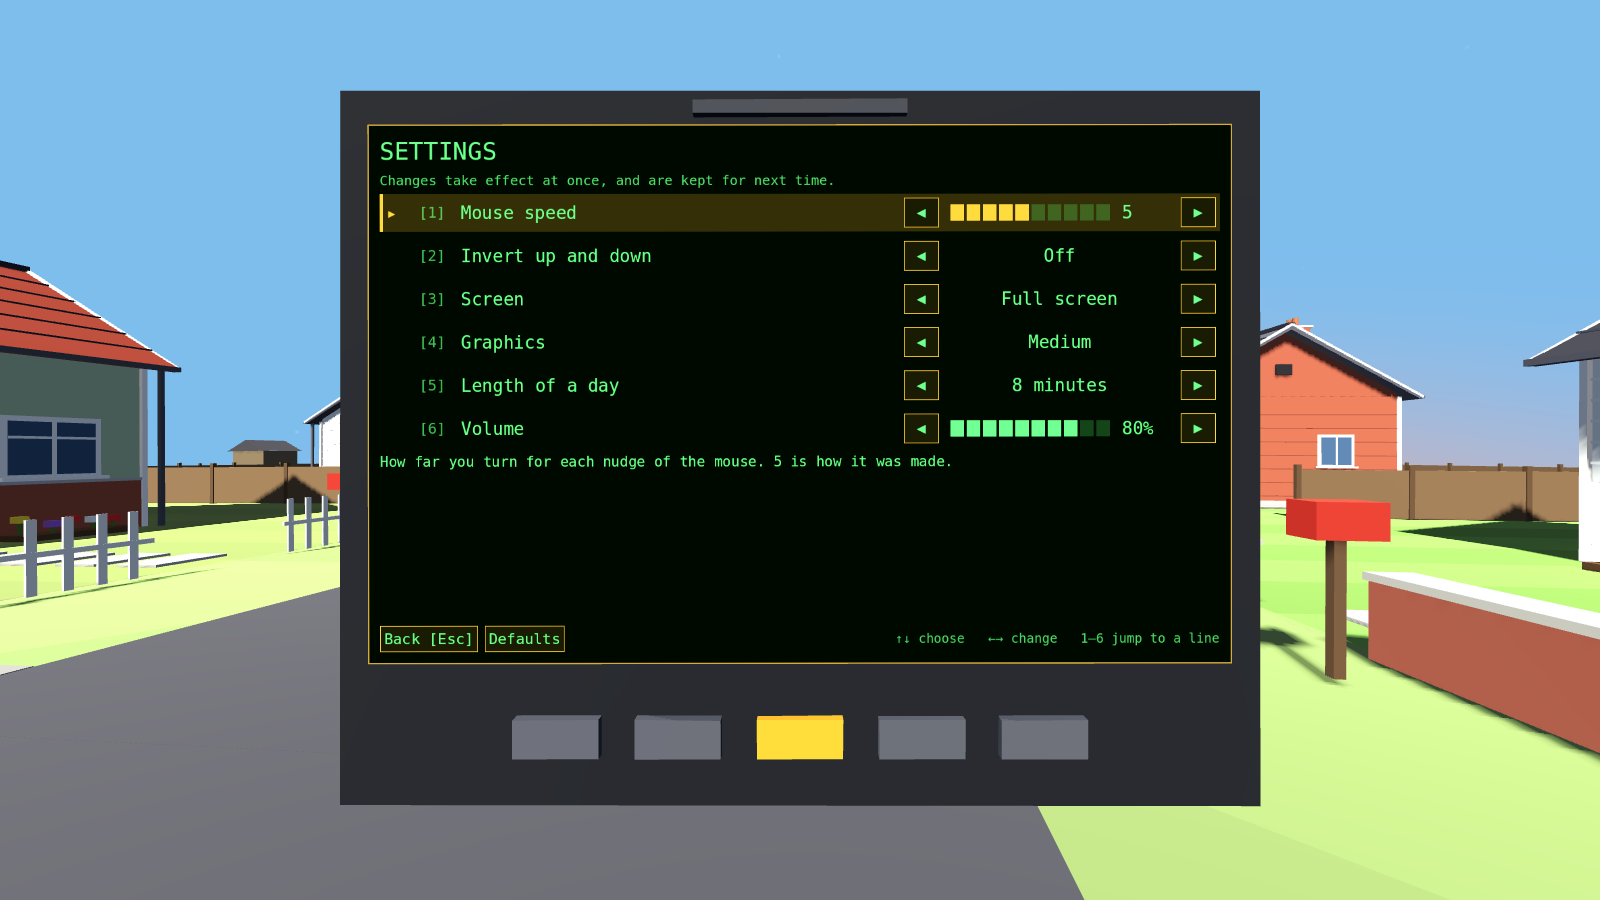 SETTINGS
Changes take effect at once, and are kept for next time.
▶ [1] Mouse speed ◀ 5 ▶
[2] Invert up and down ◀ Off ▶
[3] Screen ◀ Full screen ▶
[4] Graphics ◀ Medium ▶
[5] Length of a day ◀ 8 minutes ▶
[6] Volume ◀ 80% ▶
How far you turn for each nudge of the mouse. 5 is how it was made.
Back [Esc] Defaults ↑↓ choose ←→ change 1–6 jump to a line